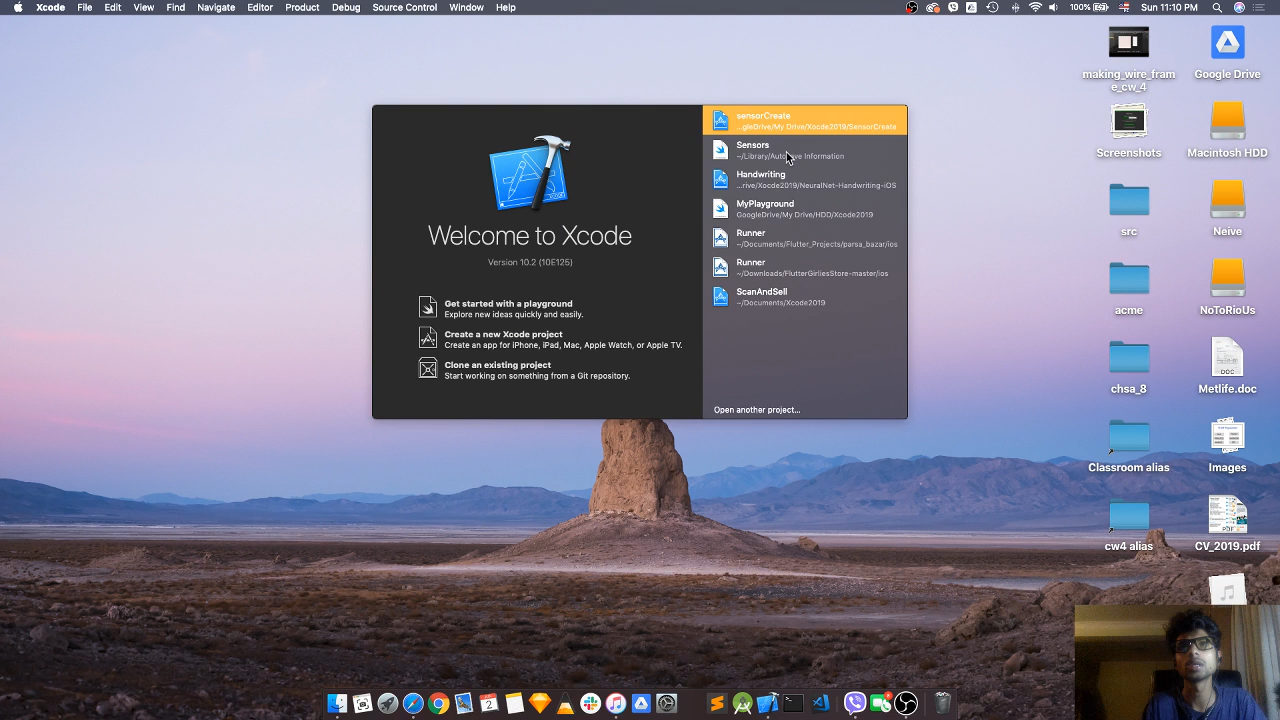 Xcode File Edit View Find Navigate Editor Product Debug Source Control Window Help
100% Sun 11:10 PM
Welcome to Xcode
Version 10.2 (10E125)
Get started with a playground
Explore new ideas quickly and easily.
Create a new Xcode project
Create an app for iPhone, iPad, Mac, Apple Watch, or Apple TV.
Clone an existing project
Start working on something from a Git repository.
sensorCreate
...gleDrive/My Drive/Xocde2019/SensorCreate
Sensors
~/Library/Information
Handwriting
...rive/Xocde2019/NeuralNet-Handwriting-iOS
MyPlayground
GoogleDrive/My Drive/HDD/Xcode2019
Runner
~/Documents/Flutter_Projects/parsa_bazar/ios
Runner
~/Downloads/FlutterGirliesStore-master/ios
ScanAndSell
~/Documents/Xcode2019
Open another project...
making_wire_fram
e_cw_4
Google Drive
Screenshots
Macintosh HDD
src
Neive
acme
NoToRioUs
DOC
chsa_8
Metlife.doc
Classroom alias
Images
PDF
cw4 alias
CV_2019.pdf